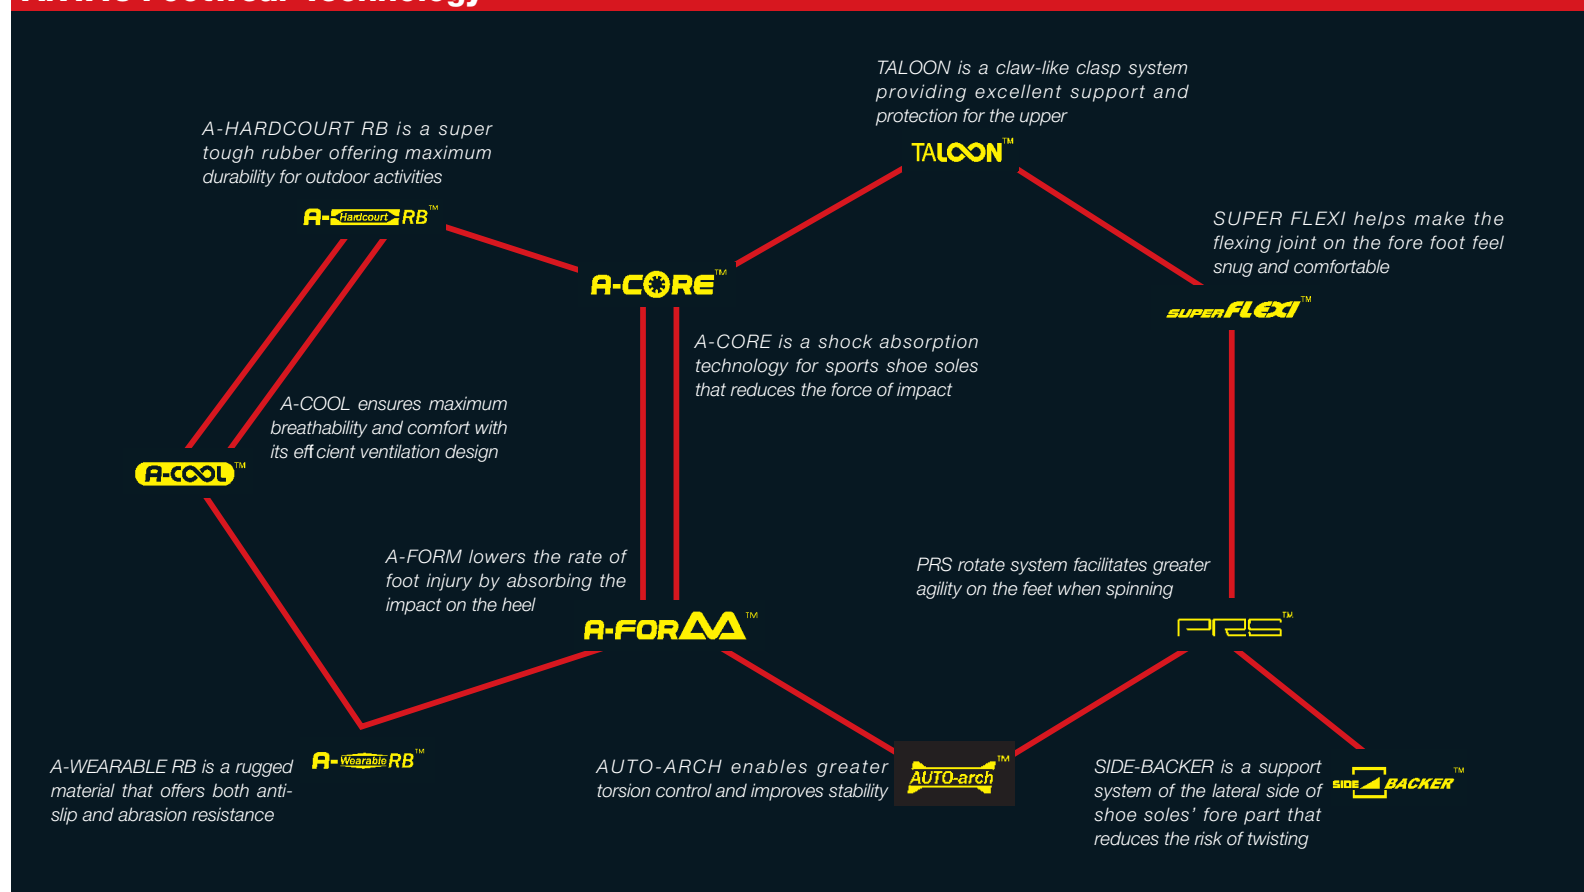 Footwear Technology
TALOON is a claw-like clasp system
providing excellent support and
protection for the upper
TALOON™
A-HARDCOURT RB is a super
tough rubber offering maximum
durability for outdoor activities
A-Hardcourt RB™
SUPER FLEXI helps make the
flexing joint on the fore foot feel
snug and comfortable
SUPER FLEXI™
A-CORE™
A-CORE is a shock absorption
technology for sports shoe soles
that reduces the force of impact
A-COOL ensures maximum
breathability and comfort with
its efficient ventilation design
A-COOL™
A-FORM lowers the rate of
foot injury by absorbing the
impact on the heel
A-FORM™
PRS rotate system facilitates greater
agility on the feet when spinning
PRS™
A-WEARABLE RB is a rugged
material that offers both anti-
slip and abrasion resistance
A-Wearable RB™
AUTO-ARCH enables greater
torsion control and improves stability
AUTO-arch™
SIDE-BACKER is a support
system of the lateral side of
shoe soles' fore part that
reduces the risk of twisting
SIDE BACKER™